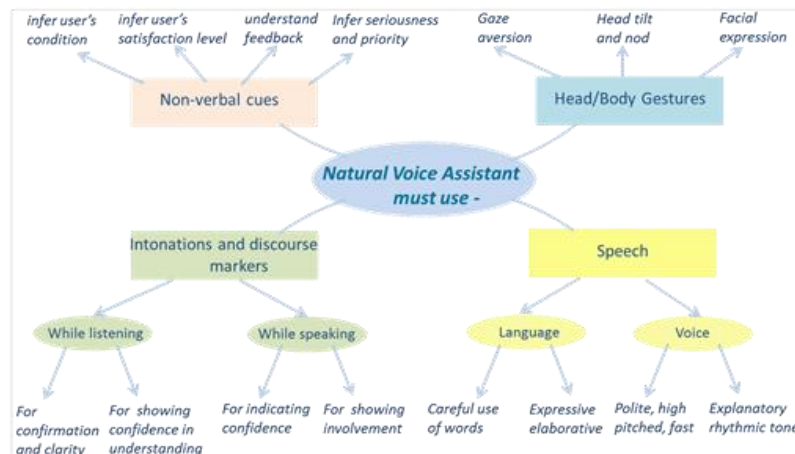 infer user's
condition
infer user's
satisfaction level
understand
feedback
Infer seriousness
and priority
Gaze
aversion
Head tilt
and nod
Facial
expression
Non-verbal cues
Head/Body Gestures
Natural Voice Assistant
must use -
Intonations and discourse
markers
Speech
While listening
While speaking
Language
Voice
For
confirmation
and clarity
For showing
confidence in
understanding
For indicating
confidence
For showing
involvement
Careful use
of words
Expressive
elaborative
Polite, high
pitched, fast
Explanatory
rhythmic tone